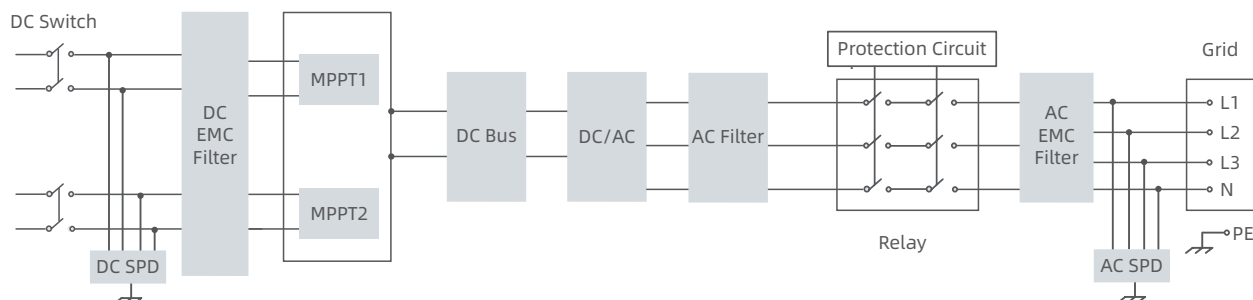 DC Switch
Protection Circuit
Grid
MPPT1
DC
EMC
Filter
DC Bus
DC/AC
AC Filter
AC
EMC
Filter
L1
L2
L3
N
MPPT2
Relay
PE
DC SPD
AC SPD